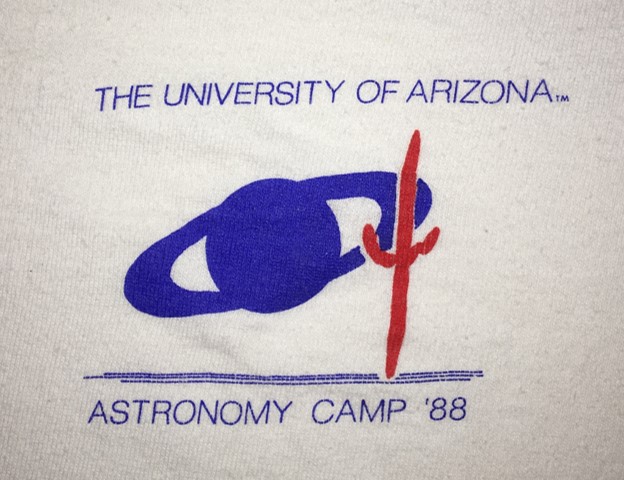 THE UNIVERSITY OF ARIZONA™
ASTRONOMY CAMP '88